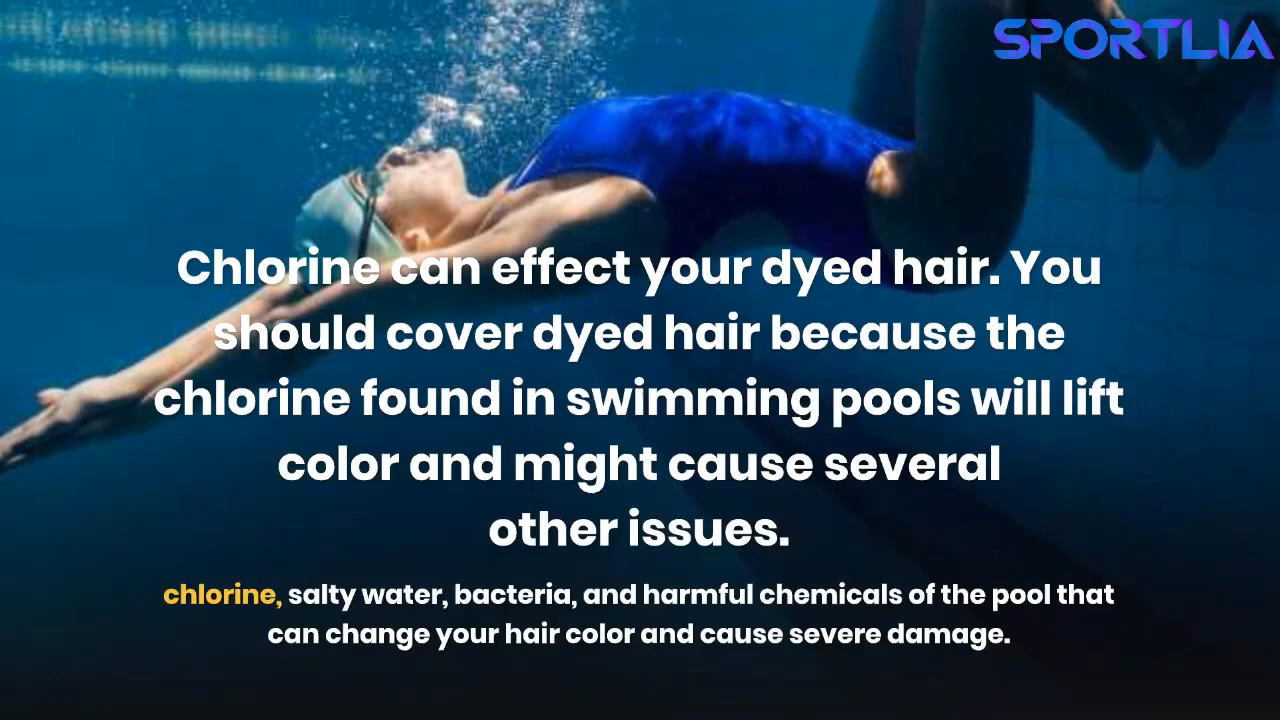 SPORTLIA
Chlorine can effect your dyed hair. You
should cover dyed hair because the
chlorine found in swimming pools will lift
color and might cause several
other issues.
chlorine, salty water, bacteria, and harmful chemicals of the pool that
can change your hair color and cause severe damage.